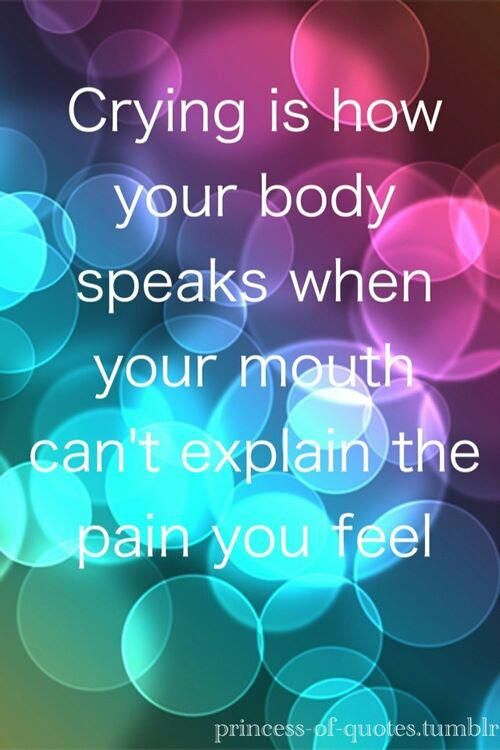 Crying is how
your body
speaks when
your mouth
can't explain the
pain you feel
princess-of-quotes.tumblr